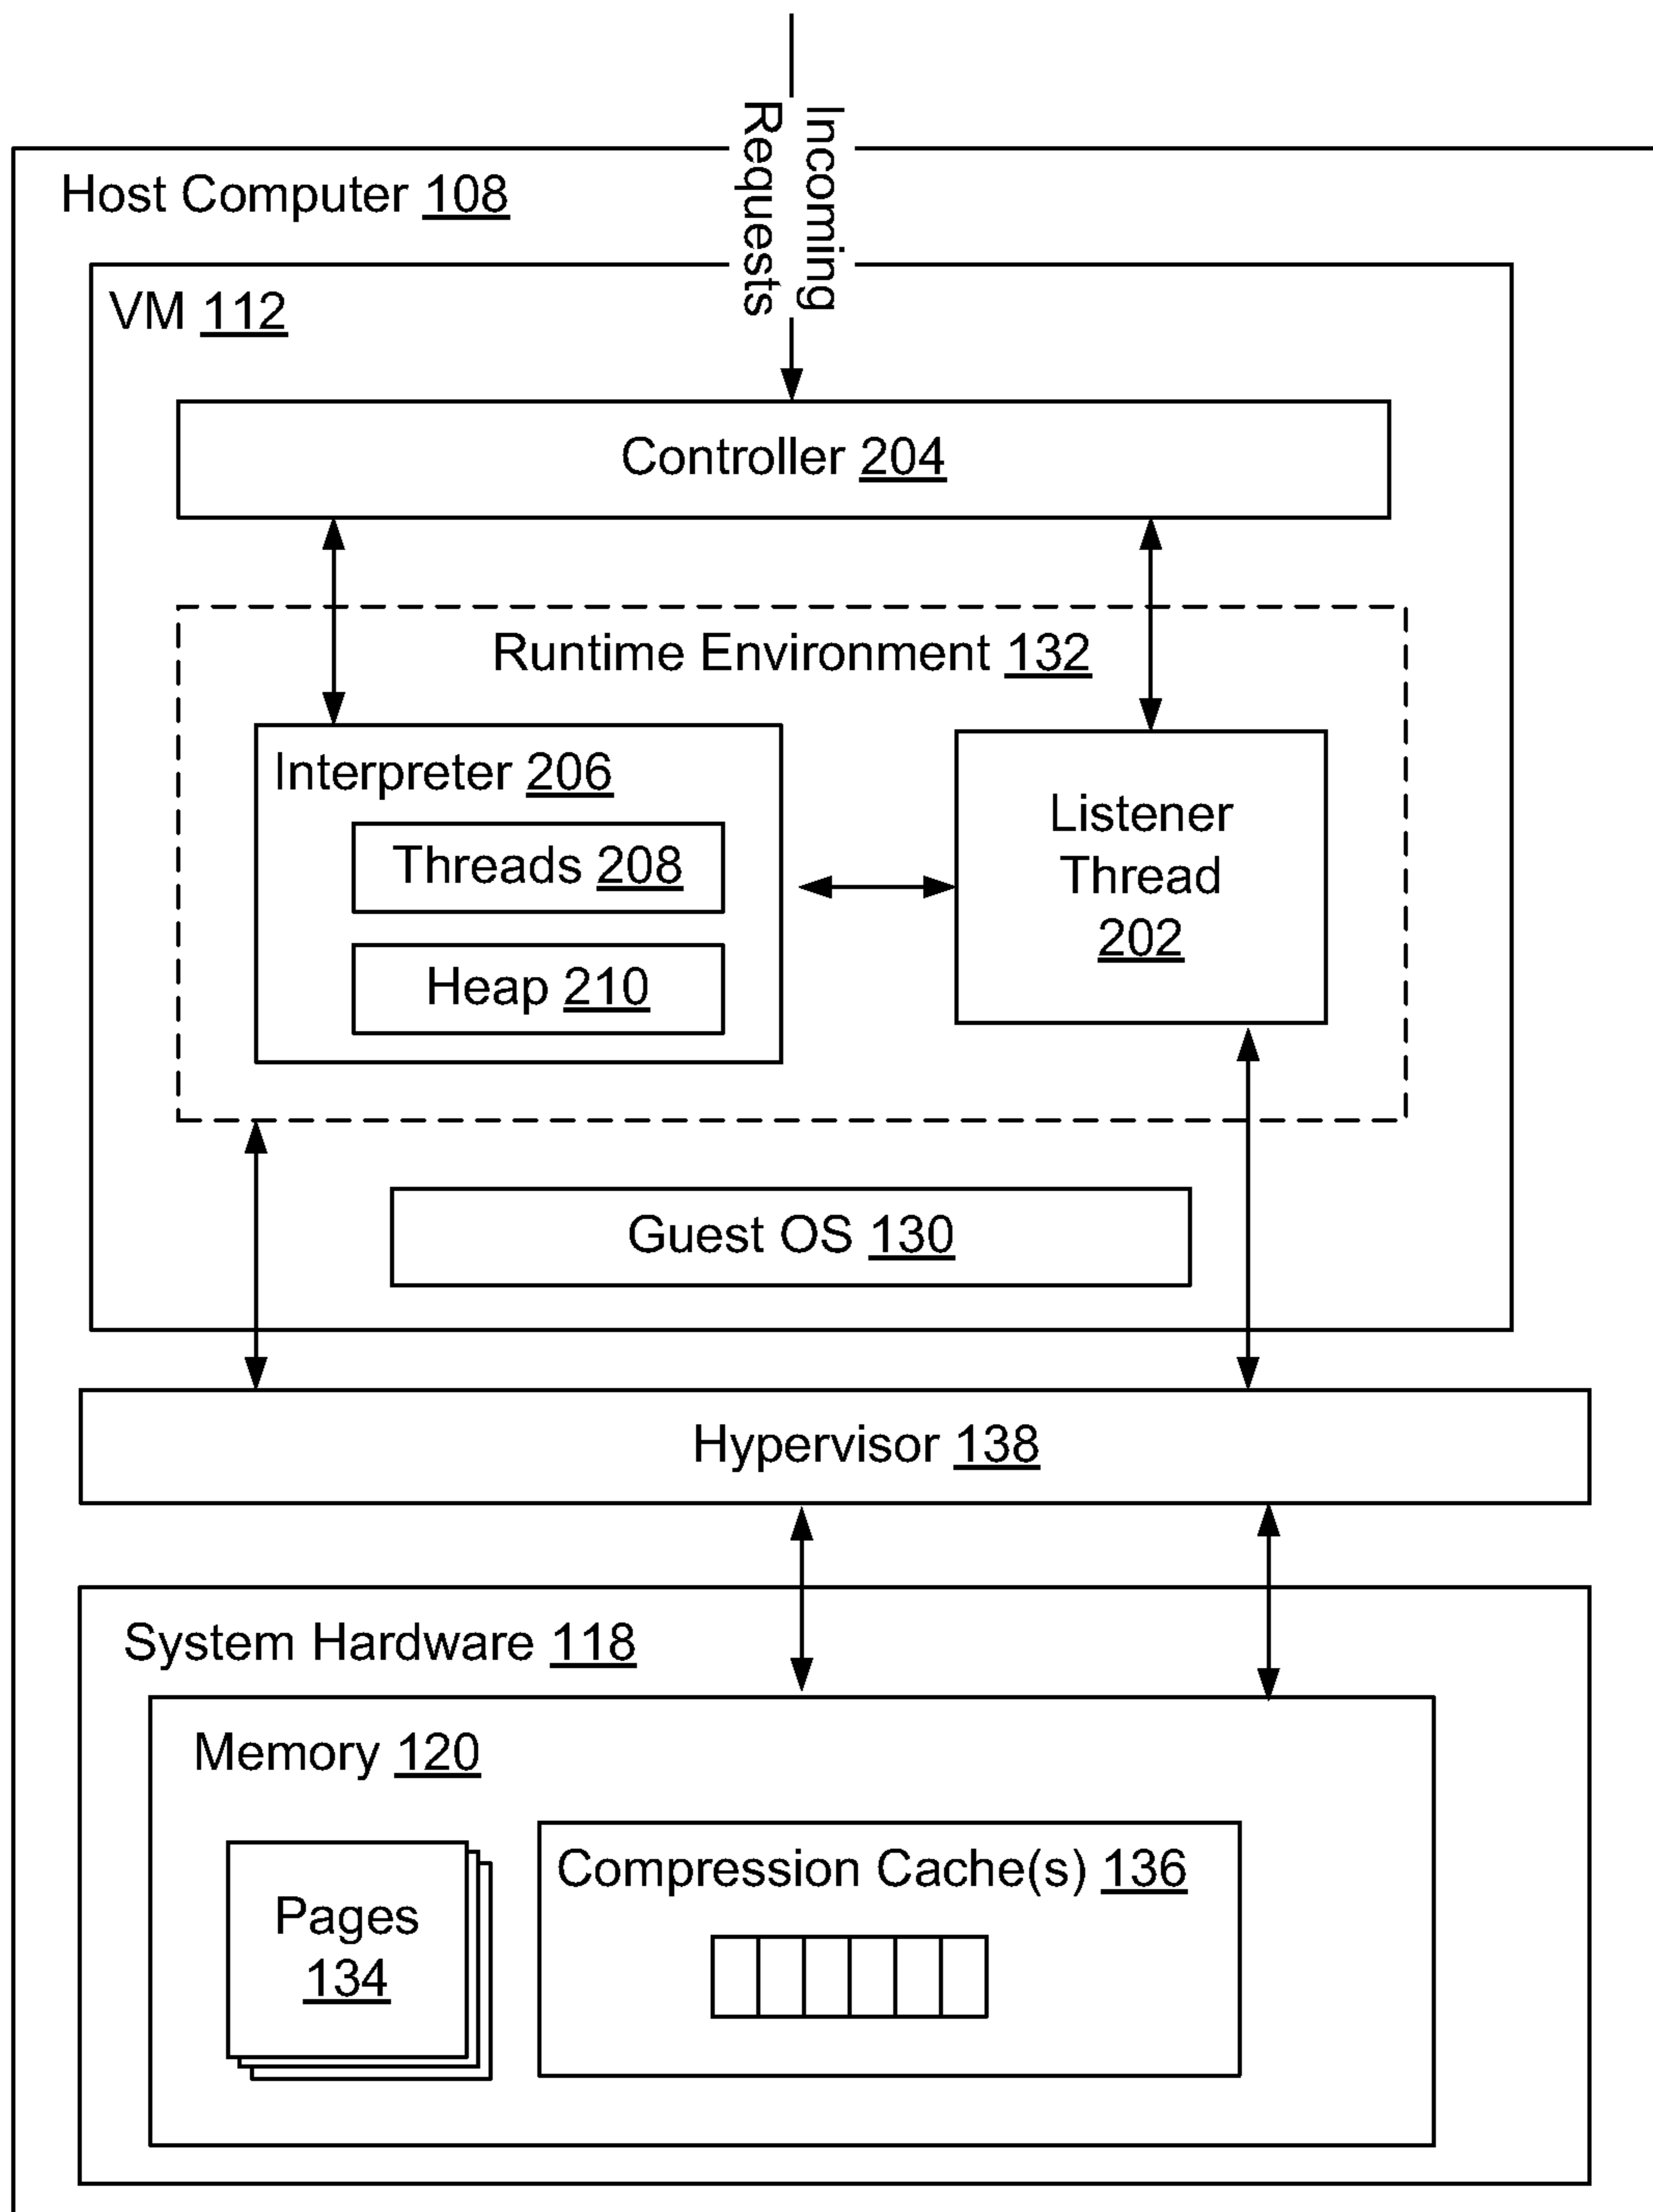 Incoming
Requests
Host Computer 108
VM 112
Controller 204
Runtime Environment 132
Interpreter 206
Threads 208
Heap 210
Listener
Thread
202
Guest OS 130
Hypervisor 138
System Hardware 118
Memory 120
Pages
134
Compression Cache(s) 136